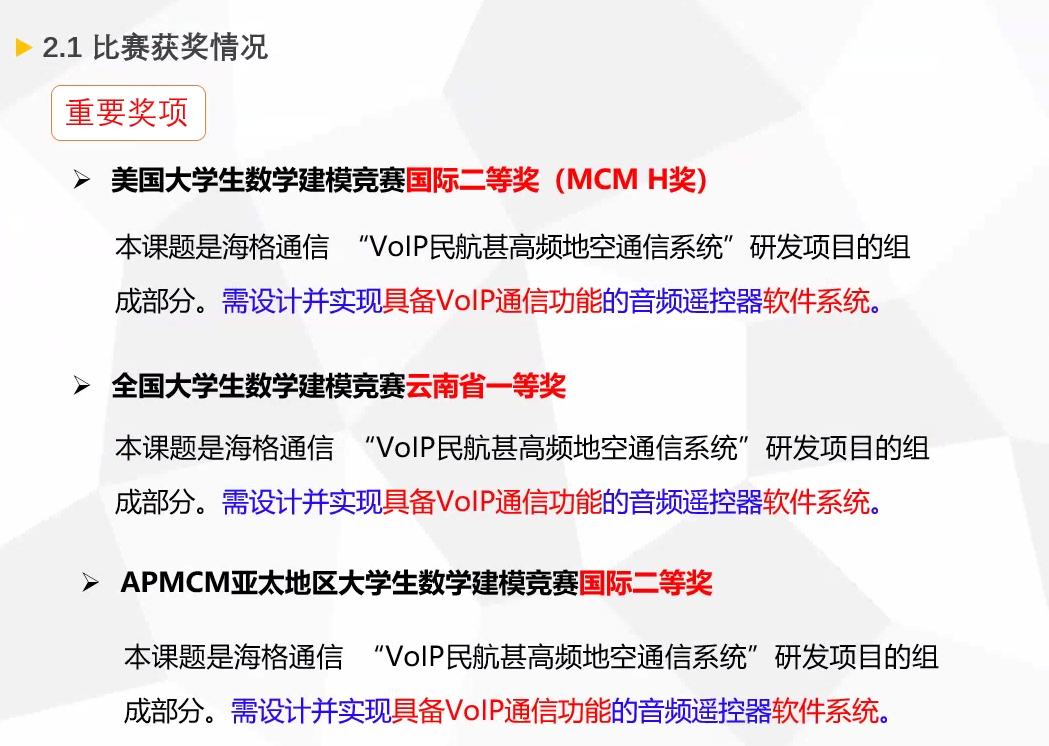 2.1 比赛获奖情况
重要奖项
美国大学生数学建模竞赛国际二等奖（MCM H奖）
本课题是海格通信 “VoIP民航甚高频地空通信系统”研发项目的组
成部分。需设计并实现具备VoIP通信功能的音频遥控器软件系统。
全国大学生数学建模竞赛云南省一等奖
本课题是海格通信 “VoIP民航甚高频地空通信系统”研发项目的组
成部分。需设计并实现具备VoIP通信功能的音频遥控器软件系统。
APMCM亚太地区大学生数学建模竞赛国际二等奖
本课题是海格通信 “VoIP民航甚高频地空通信系统”研发项目的组
成部分。需设计并实现具备VoIP通信功能的音频遥控器软件系统。